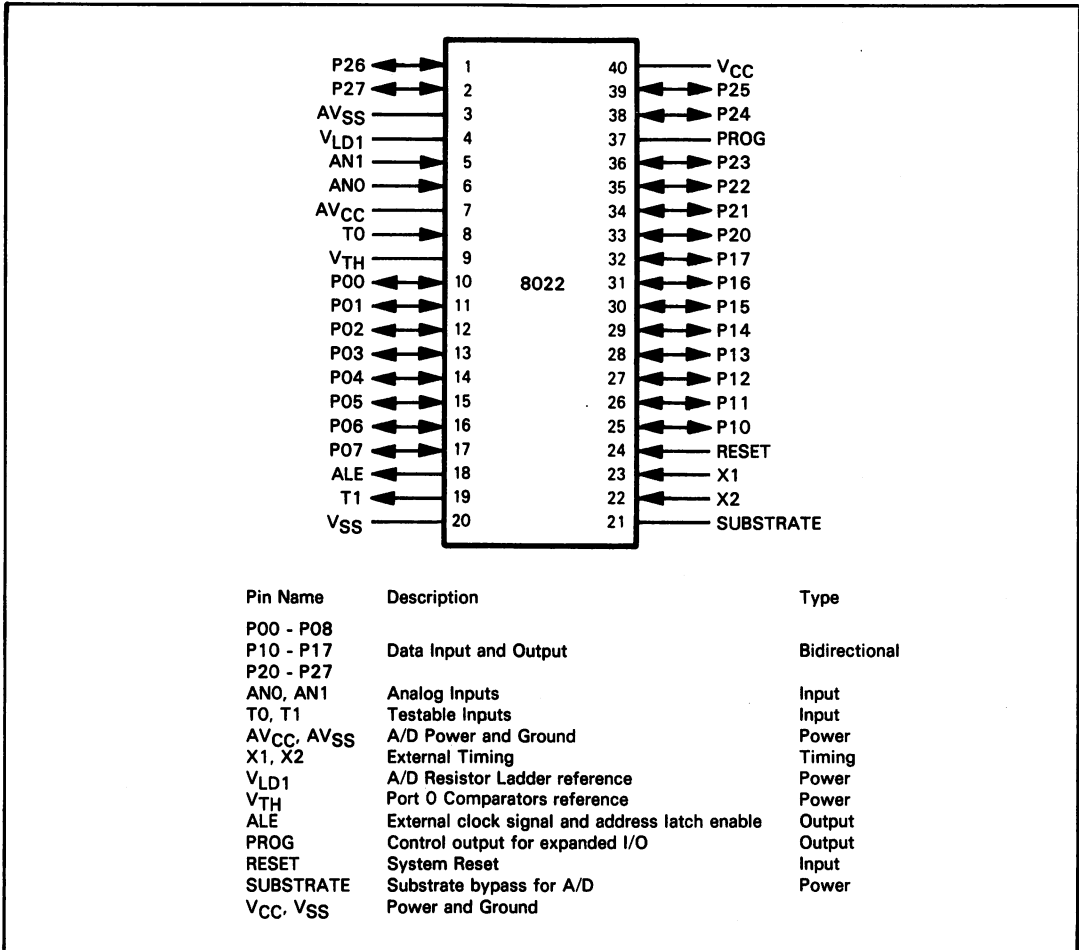 P26 1 40 VCC
P27 2 39 P25
AVSS 3 38 P24
VLD1 4 37 PROG
AN1 5 36 P23
AN0 6 35 P22
AVCC 7 34 P21
T0 8 33 P20
VTH 9 32 P17
P00 10 8022 31 P16
P01 11 30 P15
P02 12 29 P14
P03 13 28 P13
P04 14 27 P12
P05 15 26 P11
P06 16 25 P10
P07 17 24 RESET
ALE 18 23 X1
T1 19 22 X2
VSS 20 21 SUBSTRATE
Pin Name Description Type
P00 - P08
P10 - P17 Data Input and Output Bidirectional
P20 - P27
AN0, AN1 Analog Inputs Input
T0, T1 Testable Inputs Input
AVCC, AVSS A/D Power and Ground Power
X1, X2 External Timing Timing
VLD1 A/D Resistor Ladder reference Power
VTH Port 0 Comparators reference Power
ALE External clock signal and address latch enable Output
PROG Control output for expanded I/O Output
RESET System Reset Input
SUBSTRATE Substrate bypass for A/D Power
VCC, VSS Power and Ground